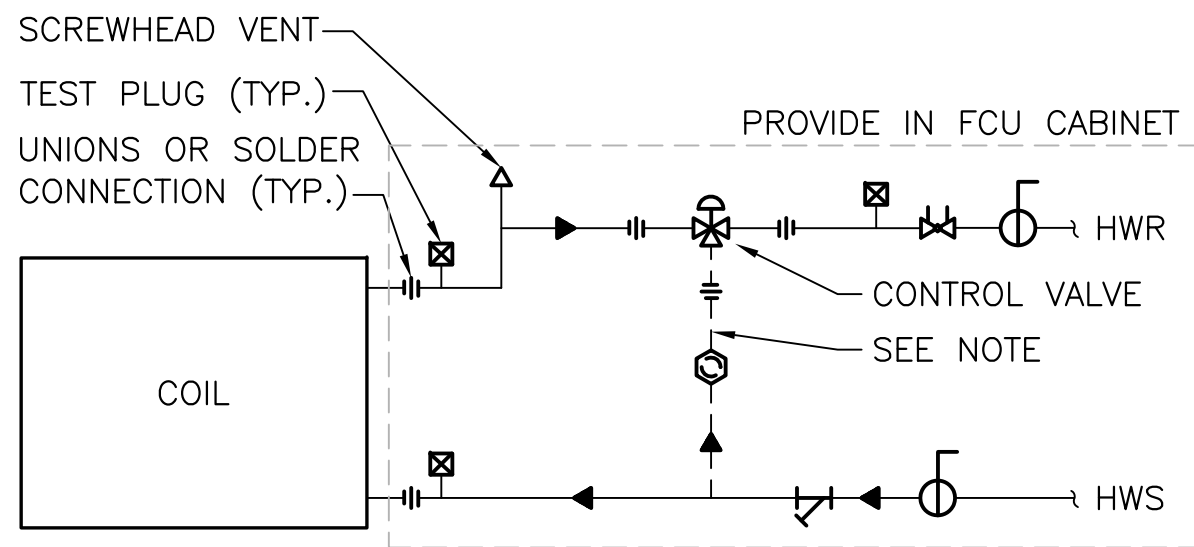 SCREWHEAD VENT
TEST PLUG (TYP.)
UNIONS OR SOLDER
CONNECTION (TYP.)
PROVIDE IN FCU CABINET
HWR
CONTROL VALVE
SEE NOTE
COIL
HWS